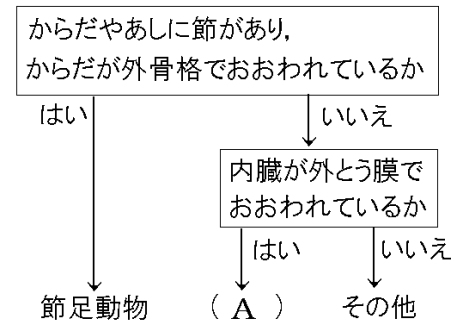 からだやあしに節があり,
からだが外骨格でおおわれているか
はい
いいえ
内臓が外とう膜で
おおわれているか
はい
いいえ
節足動物
( A )
その他